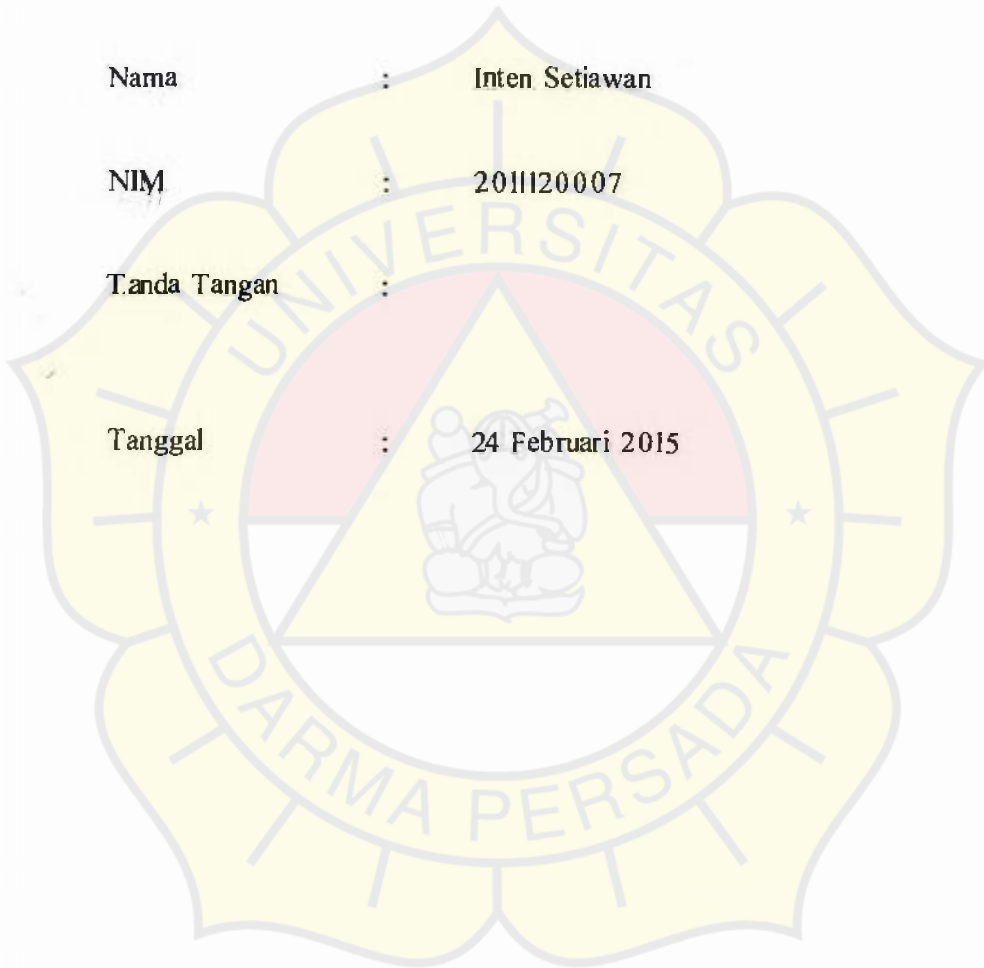 Nama : Inten Setiawan
NIM : 2011120007
Tanda Tangan :
Tanggal : 24 Februari 2015
UNIVERSITAS
DARMA PERSADA